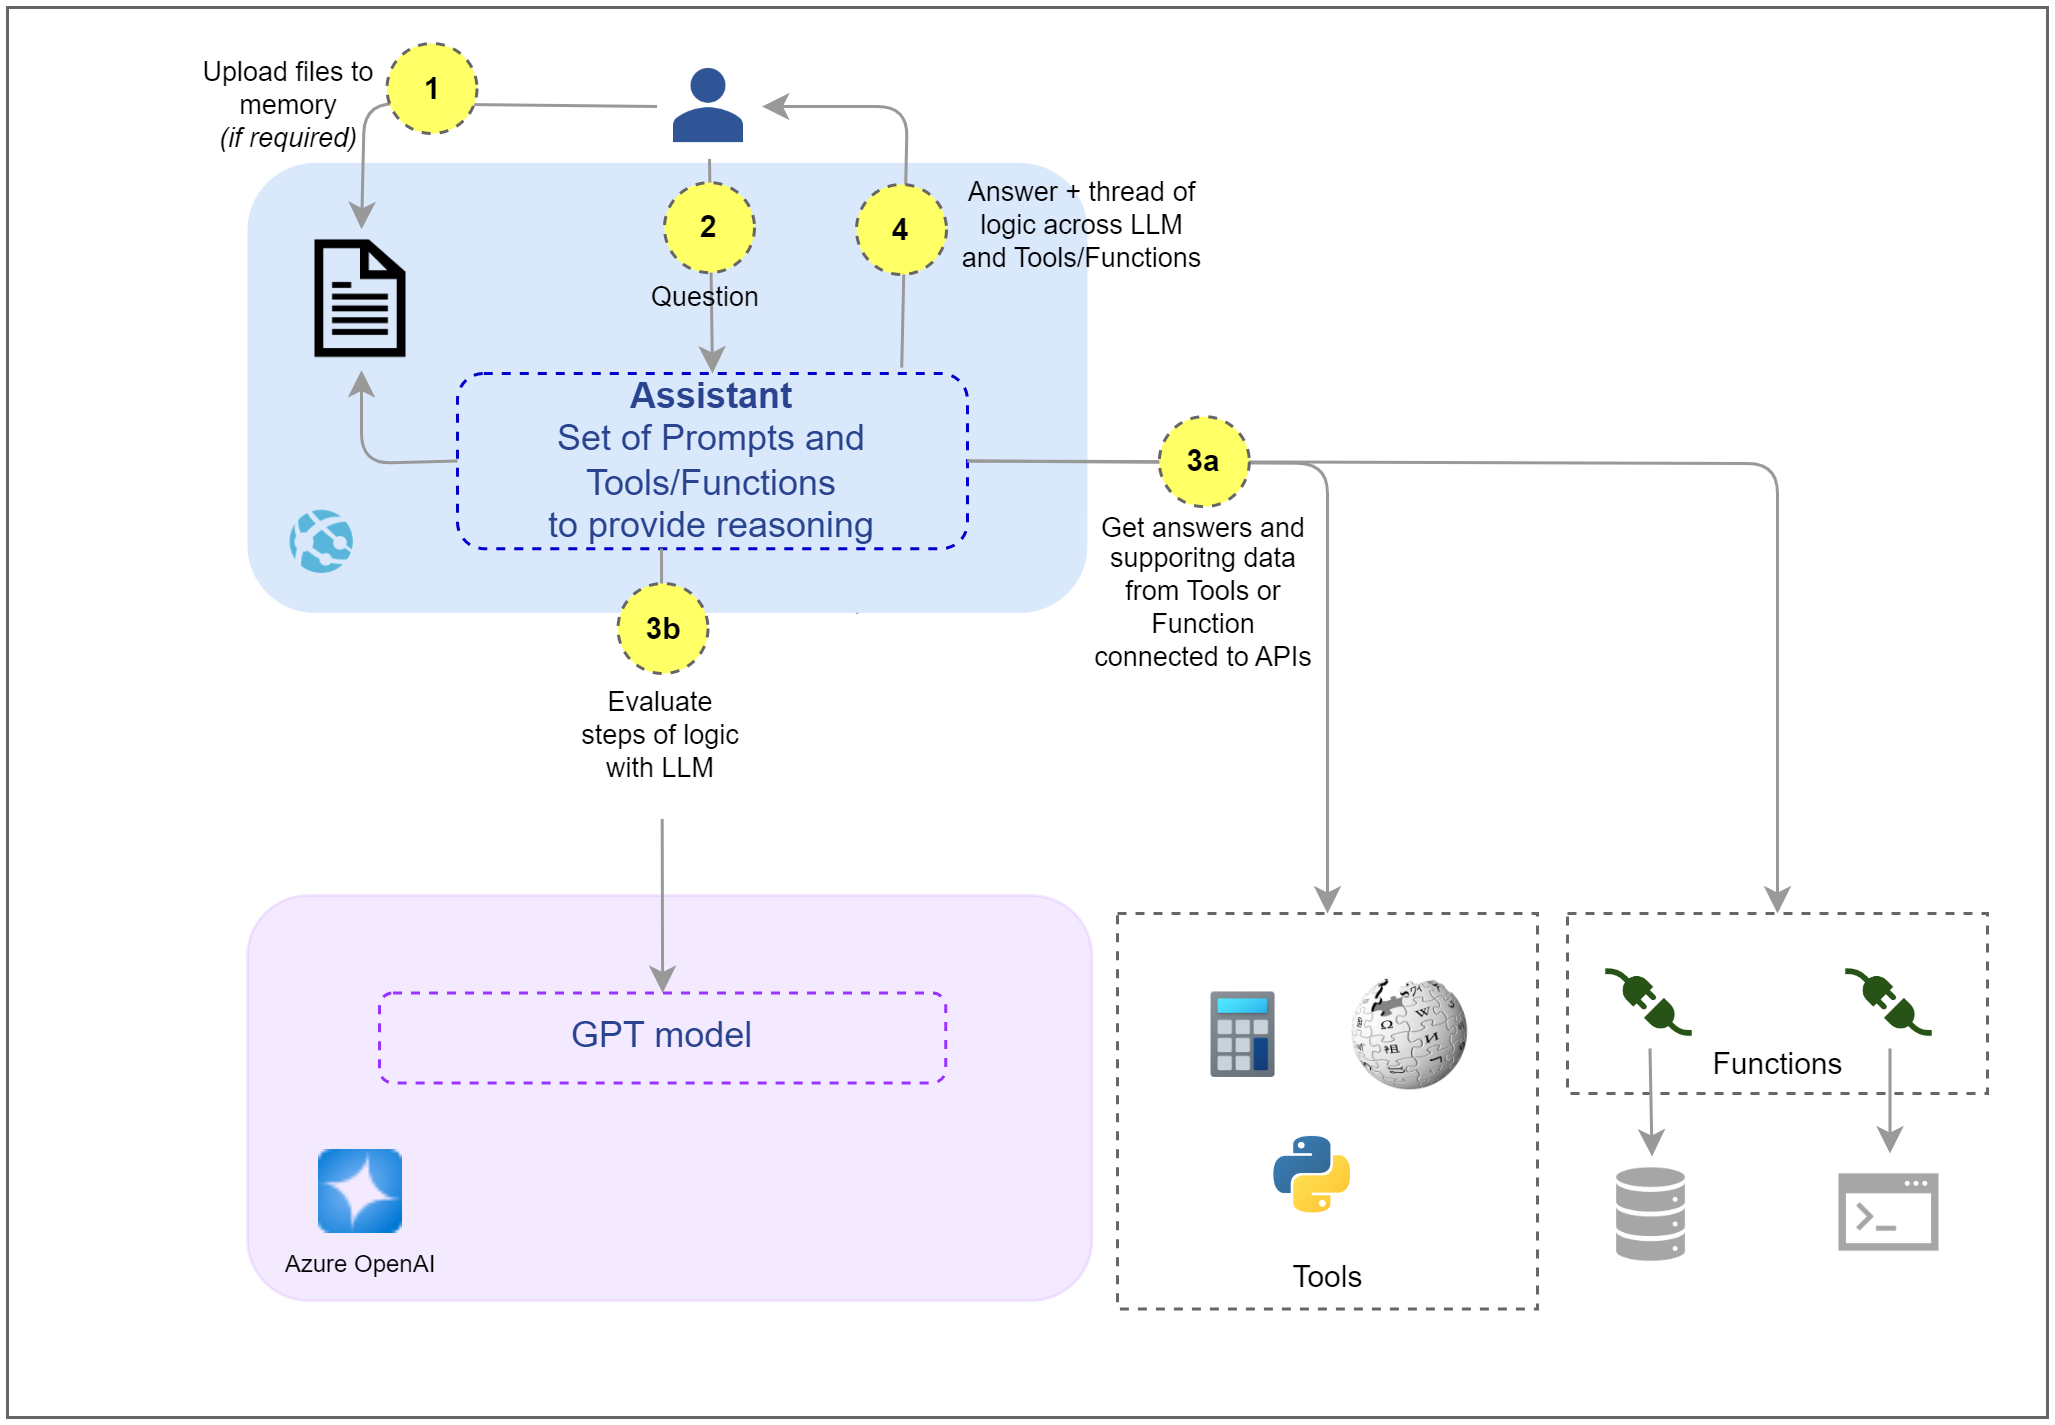 Upload files to
memory
(if required)
1
2
Question
4
Answer + thread of
logic across LLM
and Tools/Functions
Assistant
Set of Prompts and
Tools/Functions
to provide reasoning
3a
Get answers and
supporitng data
from Tools or
Function
connected to APIs
3b
Evaluate
steps of logic
with LLM
GPT model
Azure OpenAI
Tools
Functions